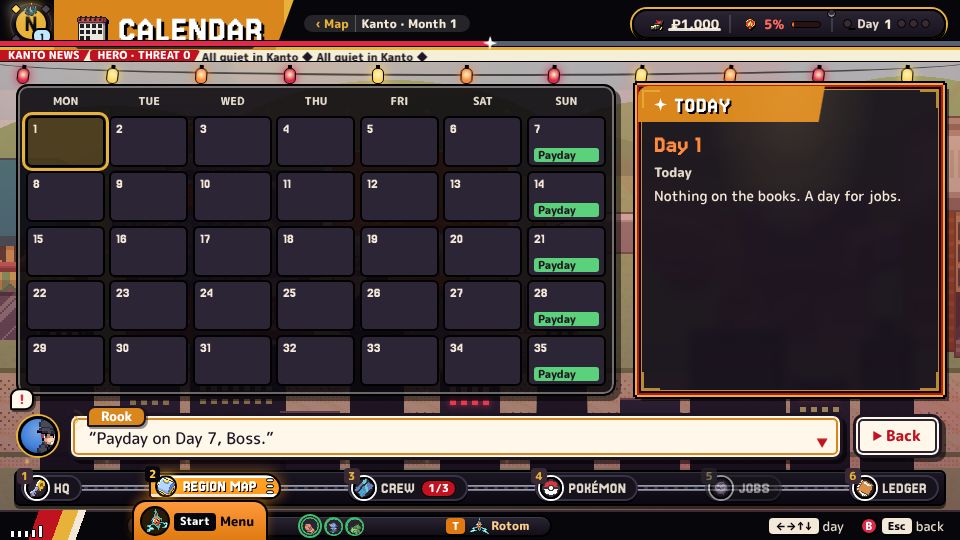 CALENDAR
‹ Map
Kanto · Month 1
₽1,000
5%
Day 1
KANTO NEWS
HERO · THREAT 0
All quiet in Kanto ◆ All quiet in Kanto ◆
MON TUE WED THU FRI SAT SUN
1 2 3 4 5 6 7
Payday
8 9 10 11 12 13 14
Payday
15 16 17 18 19 20 21
Payday
22 23 24 25 26 27 28
Payday
29 30 31 32 33 34 35
Payday
TODAY
Day 1
Today
Nothing on the books. A day for jobs.
!
Rook
“Payday on Day 7, Boss.”
Back
1 HQ
2 REGION MAP
3 CREW 1/3
4 POKÉMON
5 JOBS
6 LEDGER
Start Menu
T Rotom
←→↑↓ day
B Esc back